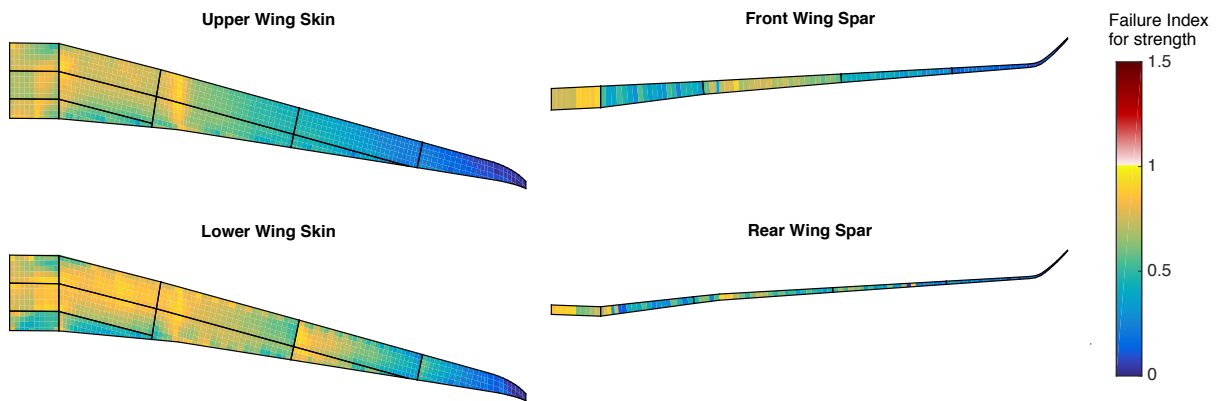 Upper Wing Skin
Front Wing Spar
Failure Index
for strength
1.5
1
0.5
0
Lower Wing Skin
Rear Wing Spar